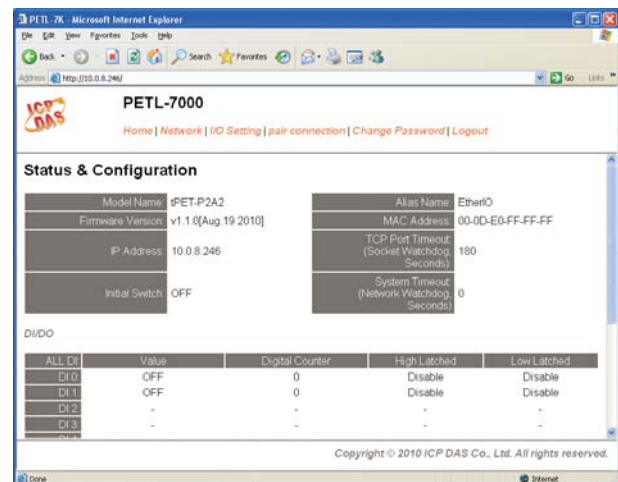 PETL-7K - Microsoft Internet Explorer
File Edit View Favorites Tools Help
Back Search Favorites
Address http://10.0.8.246/ Go Links »
ICP DAS
PETL-7000
Home | Network | I/O Setting | pair connection | Change Password | Logout
Status & Configuration
Model Name: tPET-P2A2 Alias Name: EtherIO
Firmware Version: v1.1.0[Aug.19 2010] MAC Address: 00-0D-E0-FF-FF-FF
IP Address: 10.0.8.246 TCP Port Timeout: (Socket Watchdog, Seconds) 180
Initial Switch: OFF System Timeout: (Network Watchdog, Seconds) 0
DI/DO
ALL DI: Value Digital Counter High Latched Low Latched
DI 0 OFF 0 Disable Disable
DI 1 OFF 0 Disable Disable
DI 2 - - - -
DI 3 - - - -
Copyright © 2010 ICP DAS Co., Ltd. All rights reserved.
Done Internet